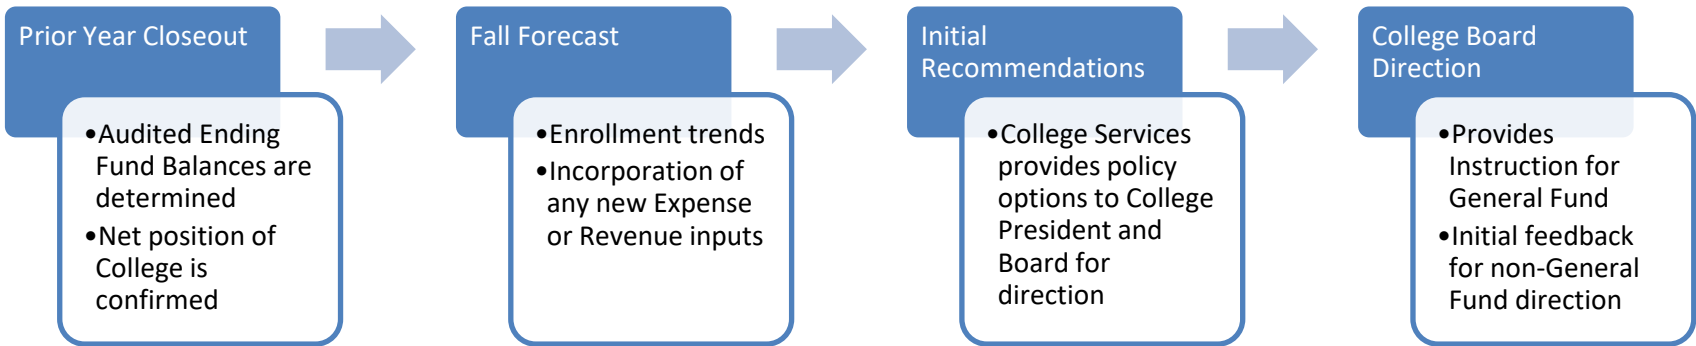 Prior Year Closeout
•Audited Ending
Fund Balances are
determined
•Net position of
College is
confirmed
Fall Forecast
•Enrollment trends
•Incorporation of
any new Expense
or Revenue inputs
Initial
Recommendations
•College Services
provides policy
options to College
President and
Board for
direction
College Board
Direction
•Provides
Instruction for
General Fund
•Initial feedback
for non-General
Fund direction